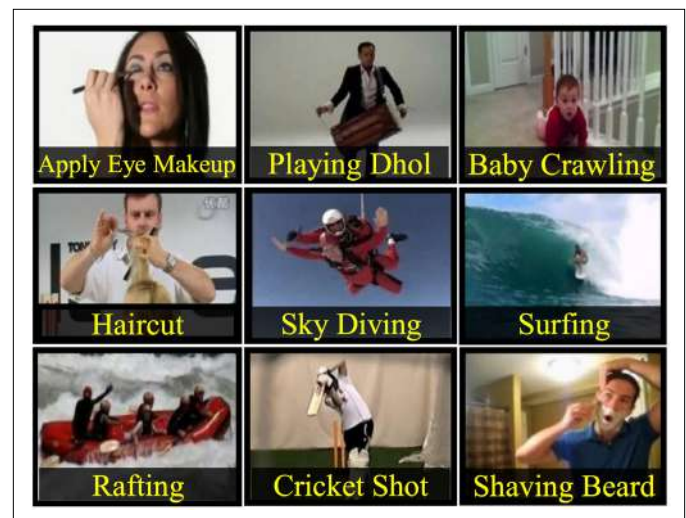 Apply Eye Makeup
Playing Dhol
Baby Crawling
Haircut
Sky Diving
Surfing
Rafting
Cricket Shot
Shaving Beard